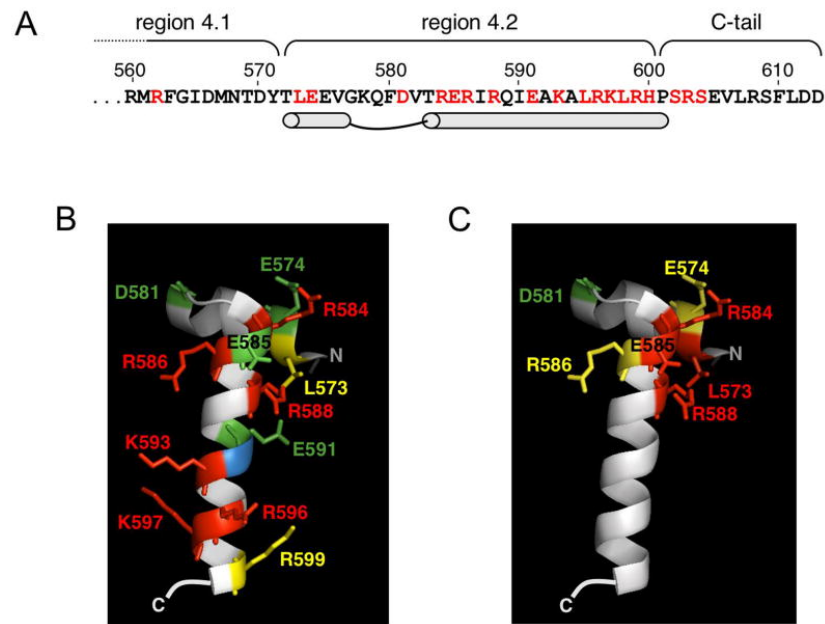 A
region 4.1 region 4.2 C-tail
560 570 580 590 600 610
...RMRFGIDMNTDYTLEEVGKQFDVTRERIRQIEAKALRKLRHPSRSEVLRSFLDD
B
E574
D581
R584
E585
N
R586
L573
R588
K593
E591
K597
R596
R599
C
C
E574
D581
R584
E585
N
R586
L573
R588
C